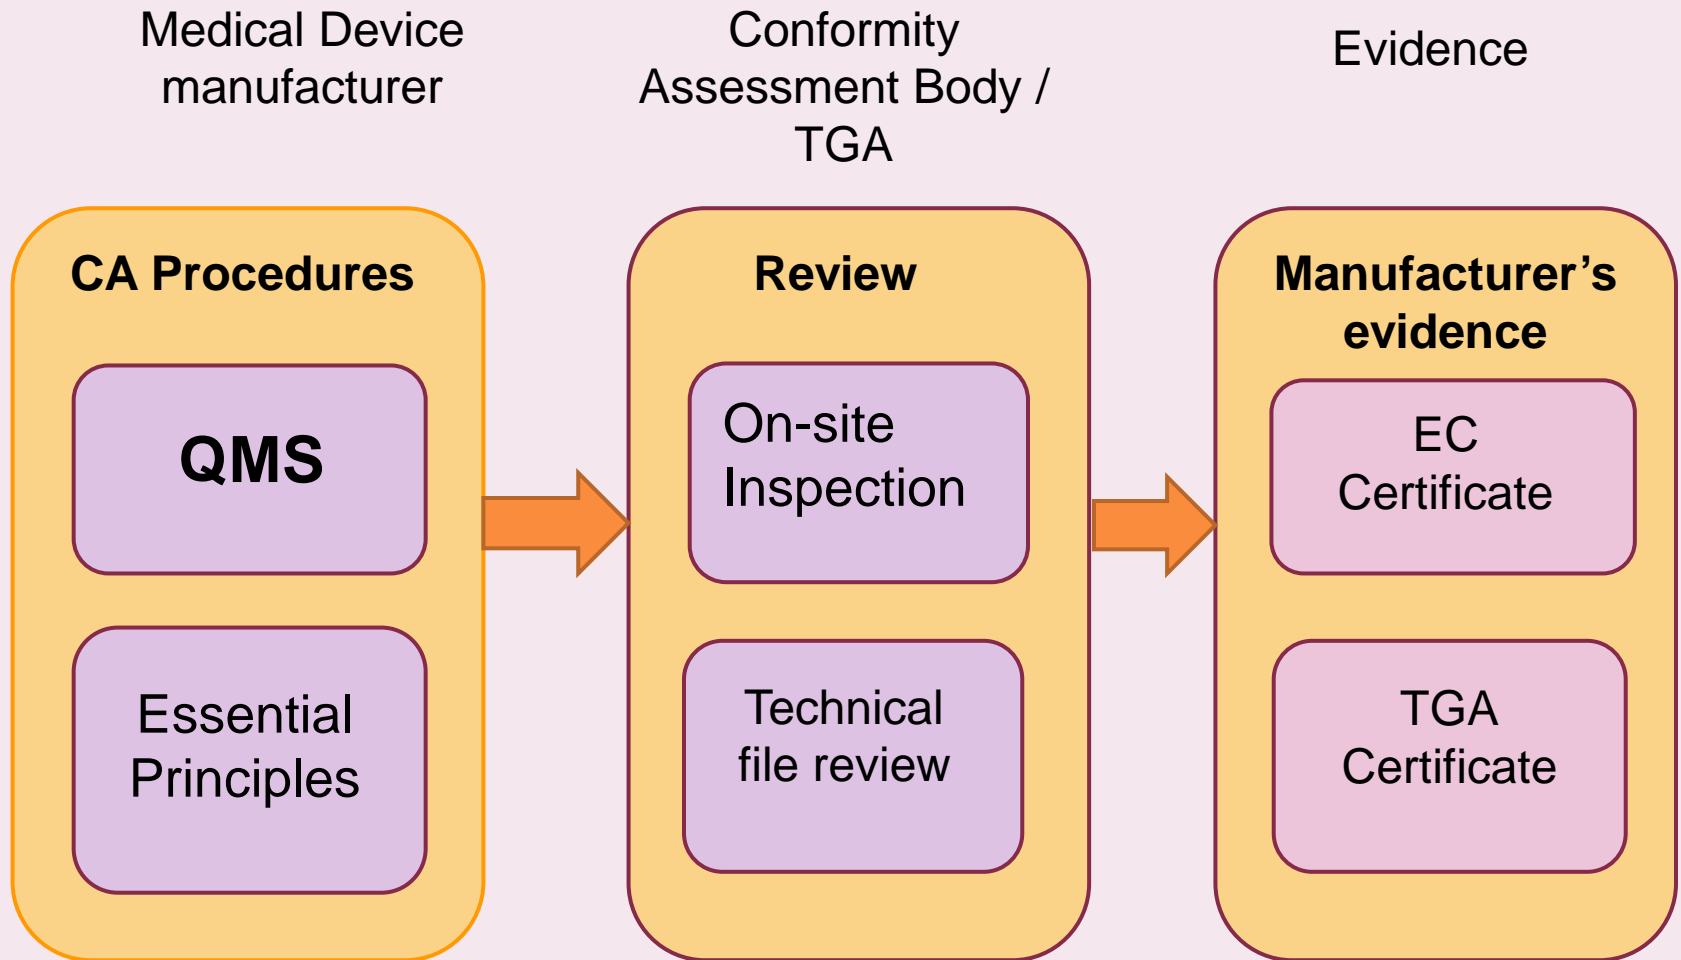 Medical Device
manufacturer
Conformity
Assessment Body /
TGA
Evidence
CA Procedures
QMS
Essential
Principles
Review
On-site
Inspection
Technical
file review
Manufacturer’s
evidence
EC
Certificate
TGA
Certificate